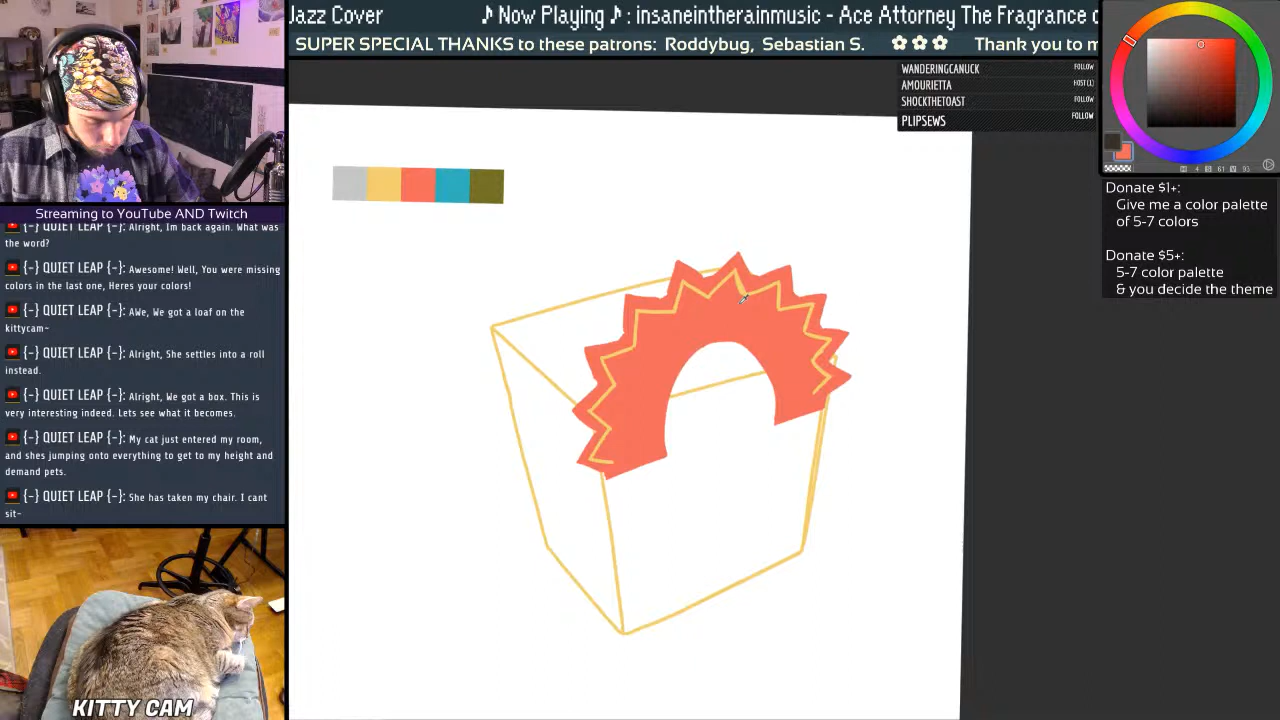 Jazz Cover
♪ Now Playing ♪ : insaneintherainmusic - Ace Attorney The Fragrance
SUPER SPECIAL THANKS to these patrons: Roddybug, Sebastian S. ✿ ✿ ✿ Thank you to m
WANDERINGCANUCK FOLLOW
AMOURIETTA HOST(1)
SHOCKTHETOAST FOLLOW
PLIPSEWS FOLLOW
Donate $1+:
Give me a color palette
of 5-7 colors
Donate $5+:
5-7 color palette
& you decide the theme
Streaming to YouTube AND Twitch
{-} QUIET LEAP {-}: Alright, Im back again. What was
the word?
{-} QUIET LEAP {-}: Awesome! Well, You were missing
colors in the last one, Heres your colors!
{-} QUIET LEAP {-}: AWe, We got a loaf on the
kittycam~
{-} QUIET LEAP {-}: Alright, She settles into a roll
instead.
{-} QUIET LEAP {-}: Alright, We got a box. This is
very interesting indeed. Lets see what it becomes.
{-} QUIET LEAP {-}: My cat just entered my room,
and shes jumping onto everything to get to my height and
demand pets.
{-} QUIET LEAP {-}: She has taken my chair. I cant
sit~
KITTY CAM